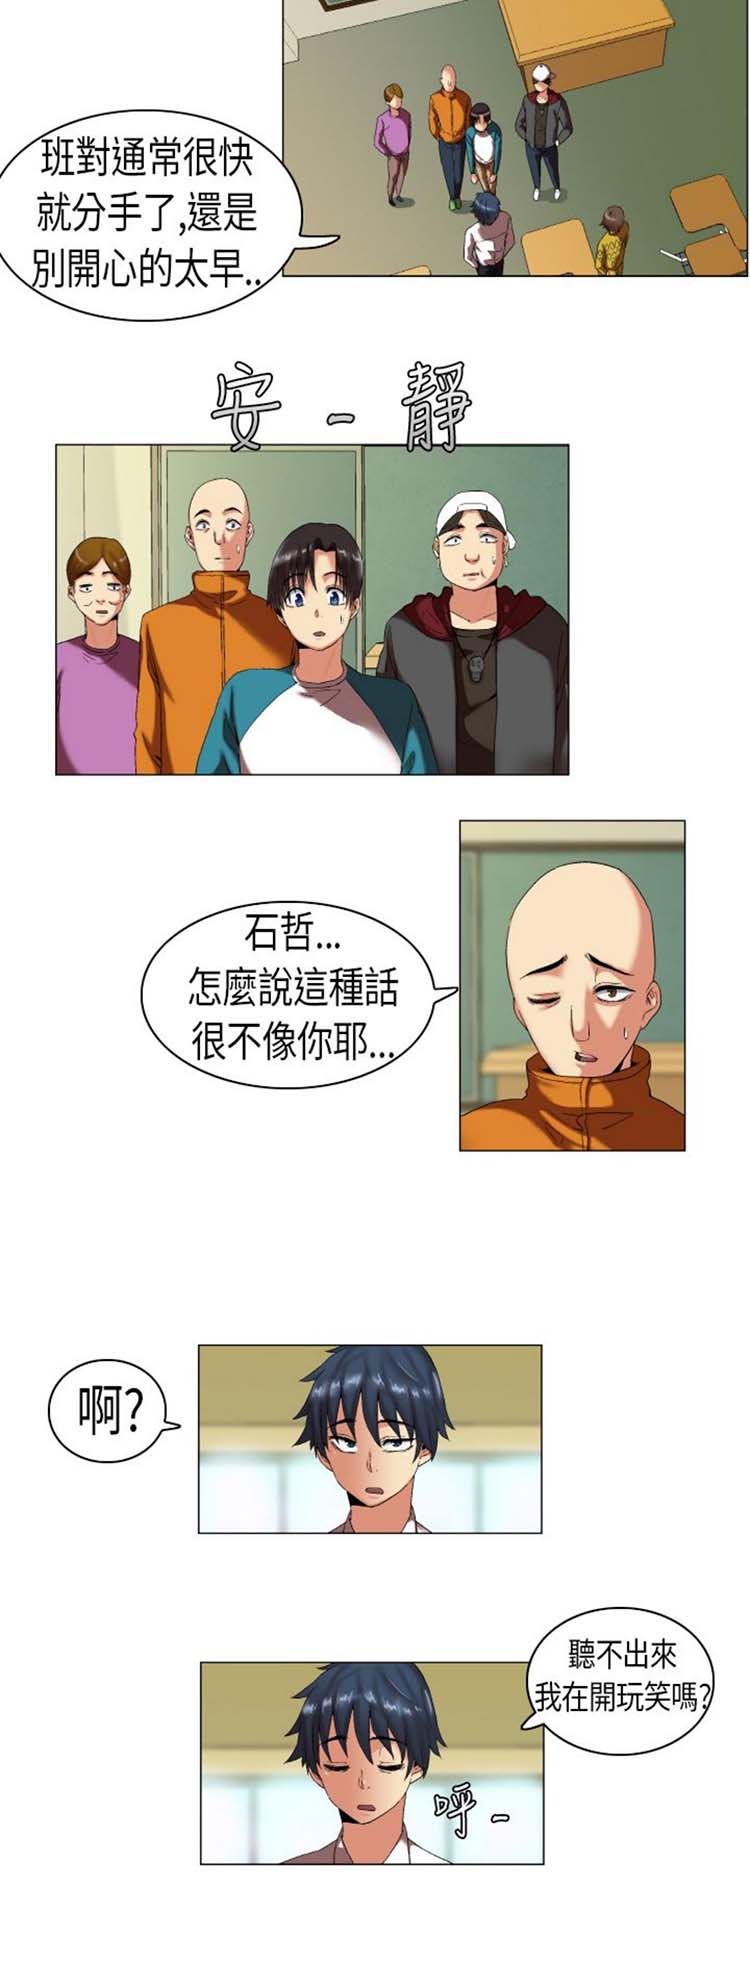 班對通常很快
就分手了,還是
別開心的太早..
安-靜
石哲...
怎麼說這種話
很不像你耶...
啊?
聽不出來
我在開玩笑嗎?
呼-